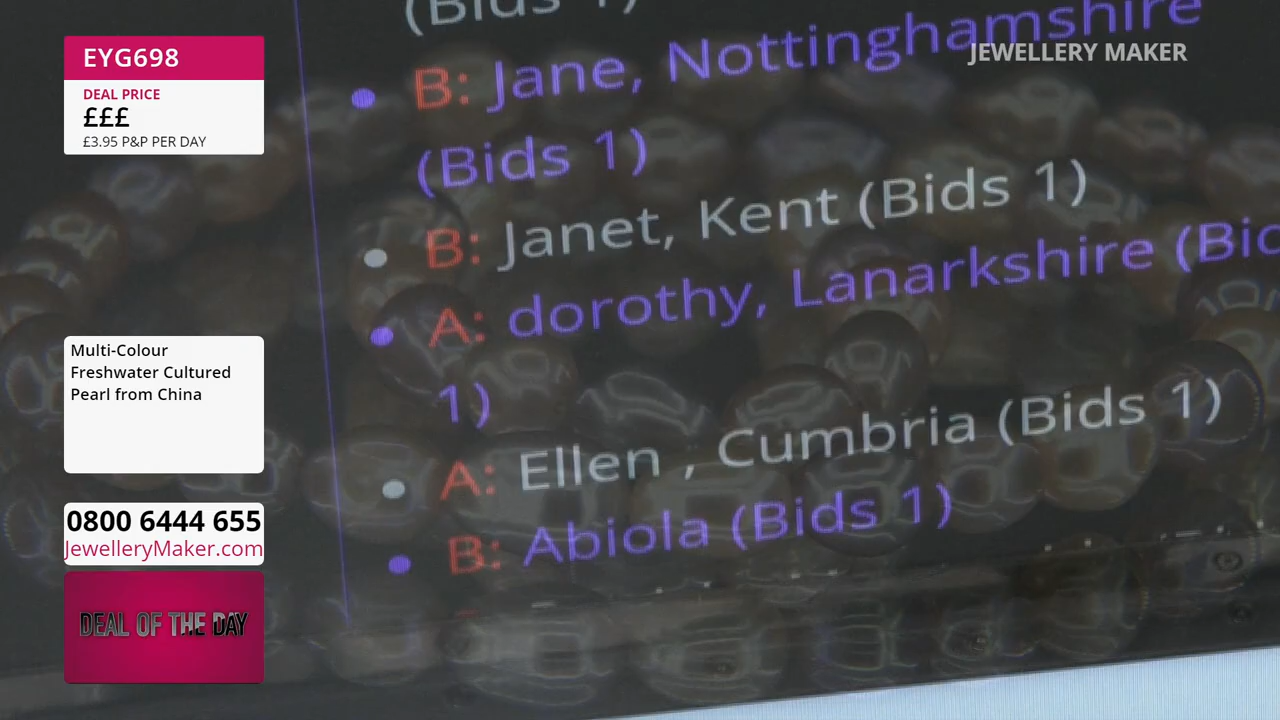 EYG698
DEAL PRICE
£££
£3.95 P&P PER DAY
Multi-Colour
Freshwater Cultured
Pearl from China
0800 6444 655
JewelleryMaker.com
DEAL OF THE DAY
JEWELLERY MAKER
(Bids 1)
B: Jane, Nottinghamshire
(Bids 1)
B: Janet, Kent (Bids 1)
A: dorothy, Lanarkshire
1)
A: Ellen , Cumbria (Bids 1)
B: Abiola (Bids 1)